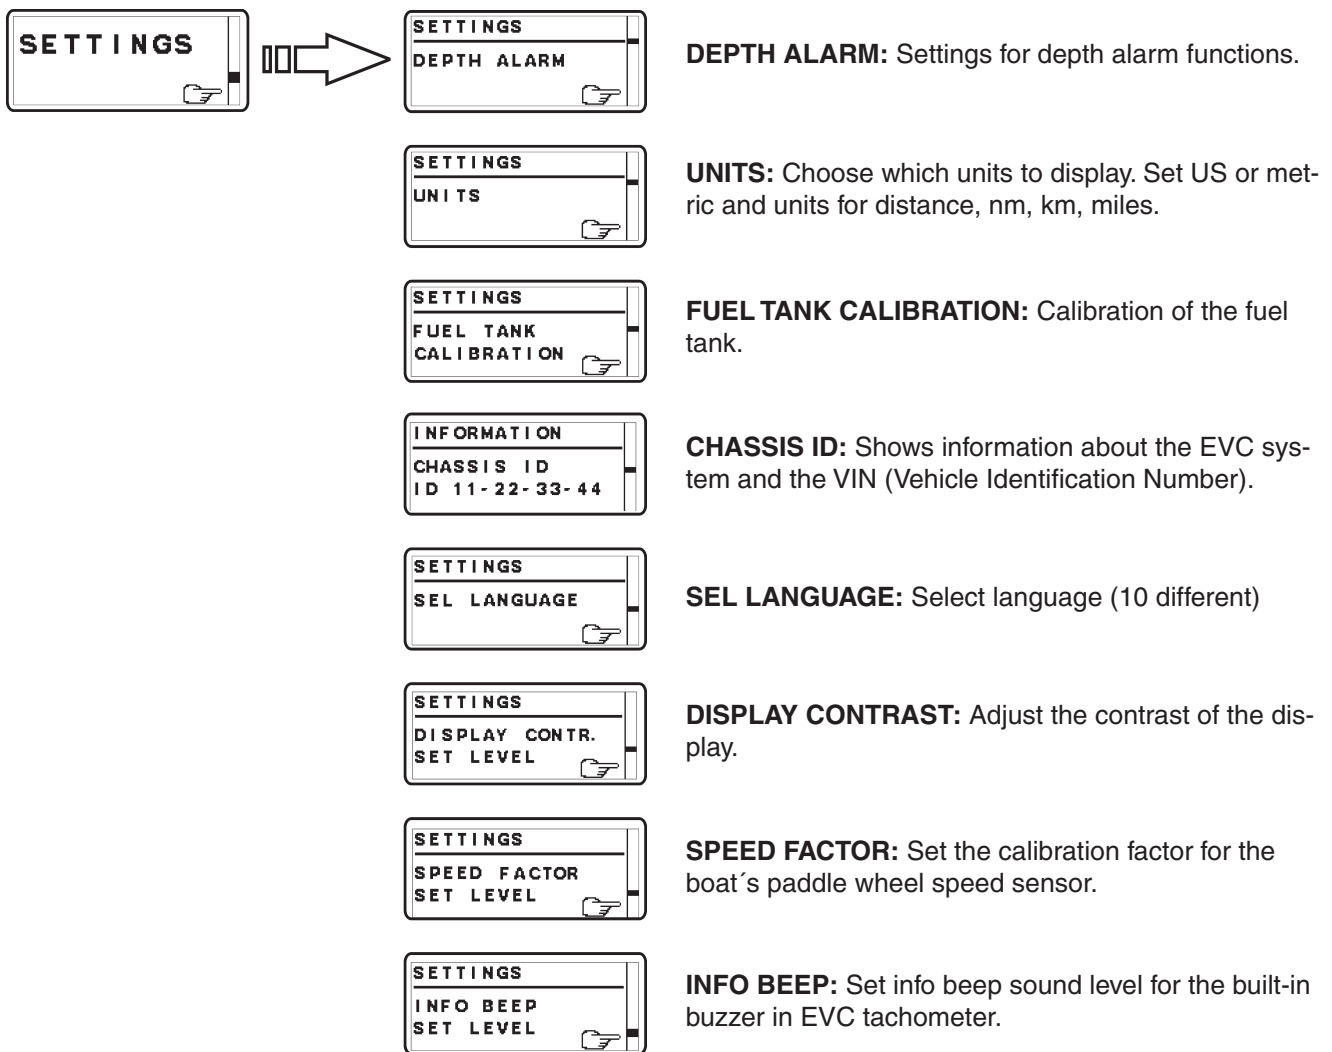 SETTINGS
SETTINGS
DEPTH ALARM
DEPTH ALARM: Settings for depth alarm functions.
SETTINGS
UNITS
UNITS: Choose which units to display. Set US or met-
ric and units for distance, nm, km, miles.
SETTINGS
FUEL TANK
CALIBRATION
FUEL TANK CALIBRATION: Calibration of the fuel
tank.
INFORMATION
CHASSIS ID
ID 11-22-33-44
CHASSIS ID: Shows information about the EVC sys-
tem and the VIN (Vehicle Identification Number).
SETTINGS
SEL LANGUAGE
SEL LANGUAGE: Select language (10 different)
SETTINGS
DISPLAY CONTR.
SET LEVEL
DISPLAY CONTRAST: Adjust the contrast of the dis-
play.
SETTINGS
SPEED FACTOR
SET LEVEL
SPEED FACTOR: Set the calibration factor for the
boat´s paddle wheel speed sensor.
SETTINGS
INFO BEEP
SET LEVEL
INFO BEEP: Set info beep sound level for the built-in
buzzer in EVC tachometer.